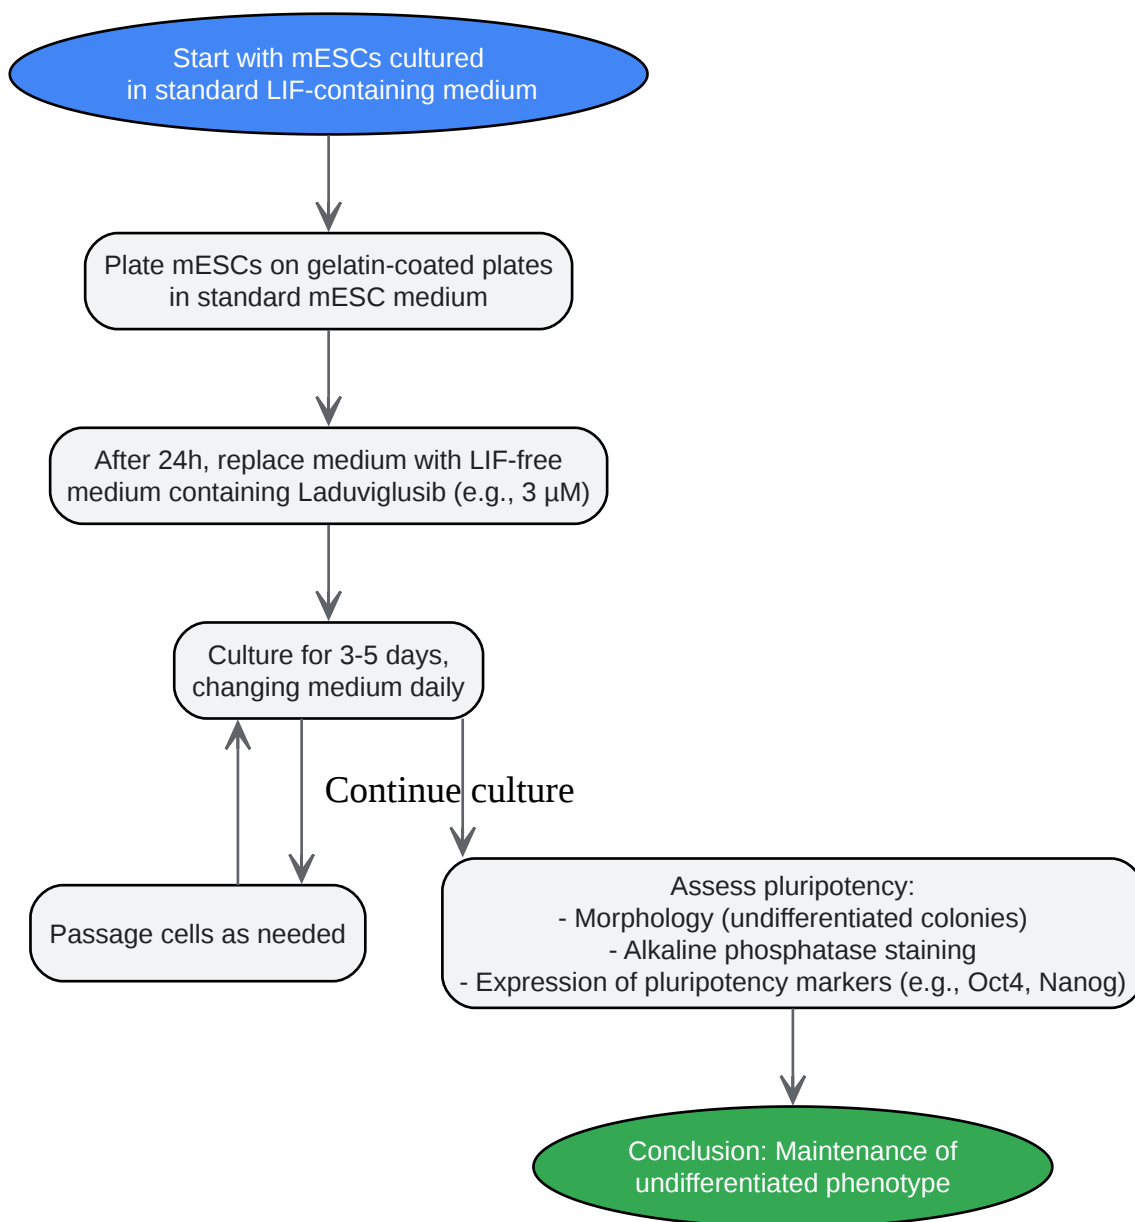 Start with mESCs cultured
in standard LIF-containing medium
Plate mESCs on gelatin-coated plates
in standard mESC medium
After 24h, replace medium with LIF-free
medium containing Laduviglusib (e.g., 3 µM)
Culture for 3-5 days,
changing medium daily
Continue culture
Passage cells as needed
Assess pluripotency:
- Morphology (undifferentiated colonies)
- Alkaline phosphatase staining
- Expression of pluripotency markers (e.g., Oct4, Nanog)
Conclusion: Maintenance of
undifferentiated phenotype